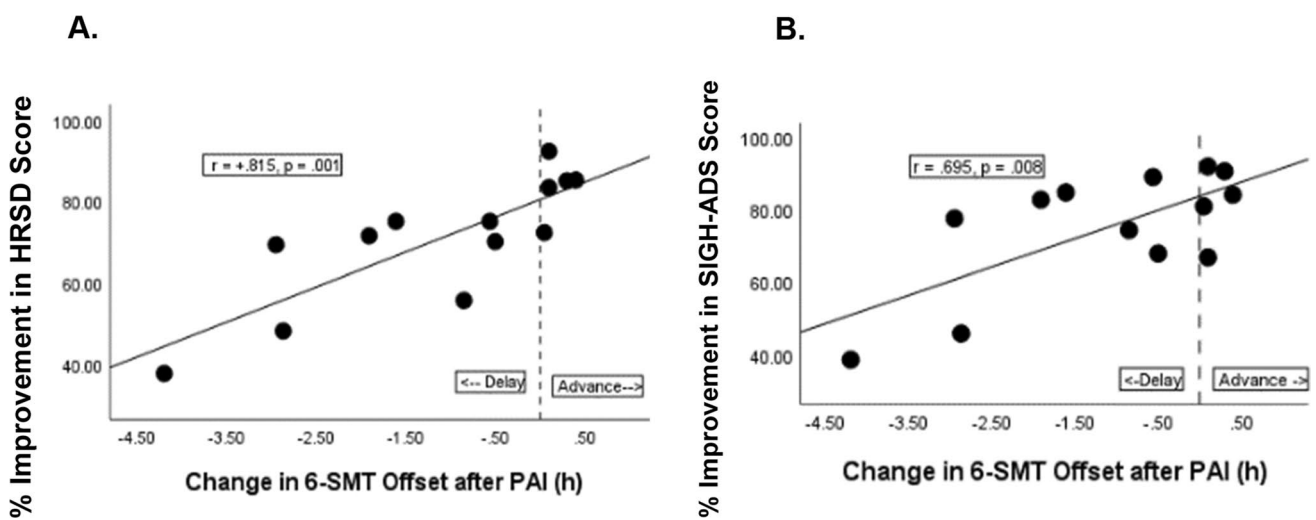 A.
% Improvement in HRSD Score
100.00
80.00
60.00
40.00
r = +.815, p = .001
<-- Delay
Advance-->
-4.50 -3.50 -2.50 -1.50 -.50 .50
Change in 6-SMT Offset after PAI (h)
B.
% Improvement in SIGH-ADS Score
100.00
80.00
60.00
40.00
r = .695, p = .008
<-Delay
Advance ->
-4.50 -3.50 -2.50 -1.50 -.50 .50
Change in 6-SMT Offset after PAI (h)